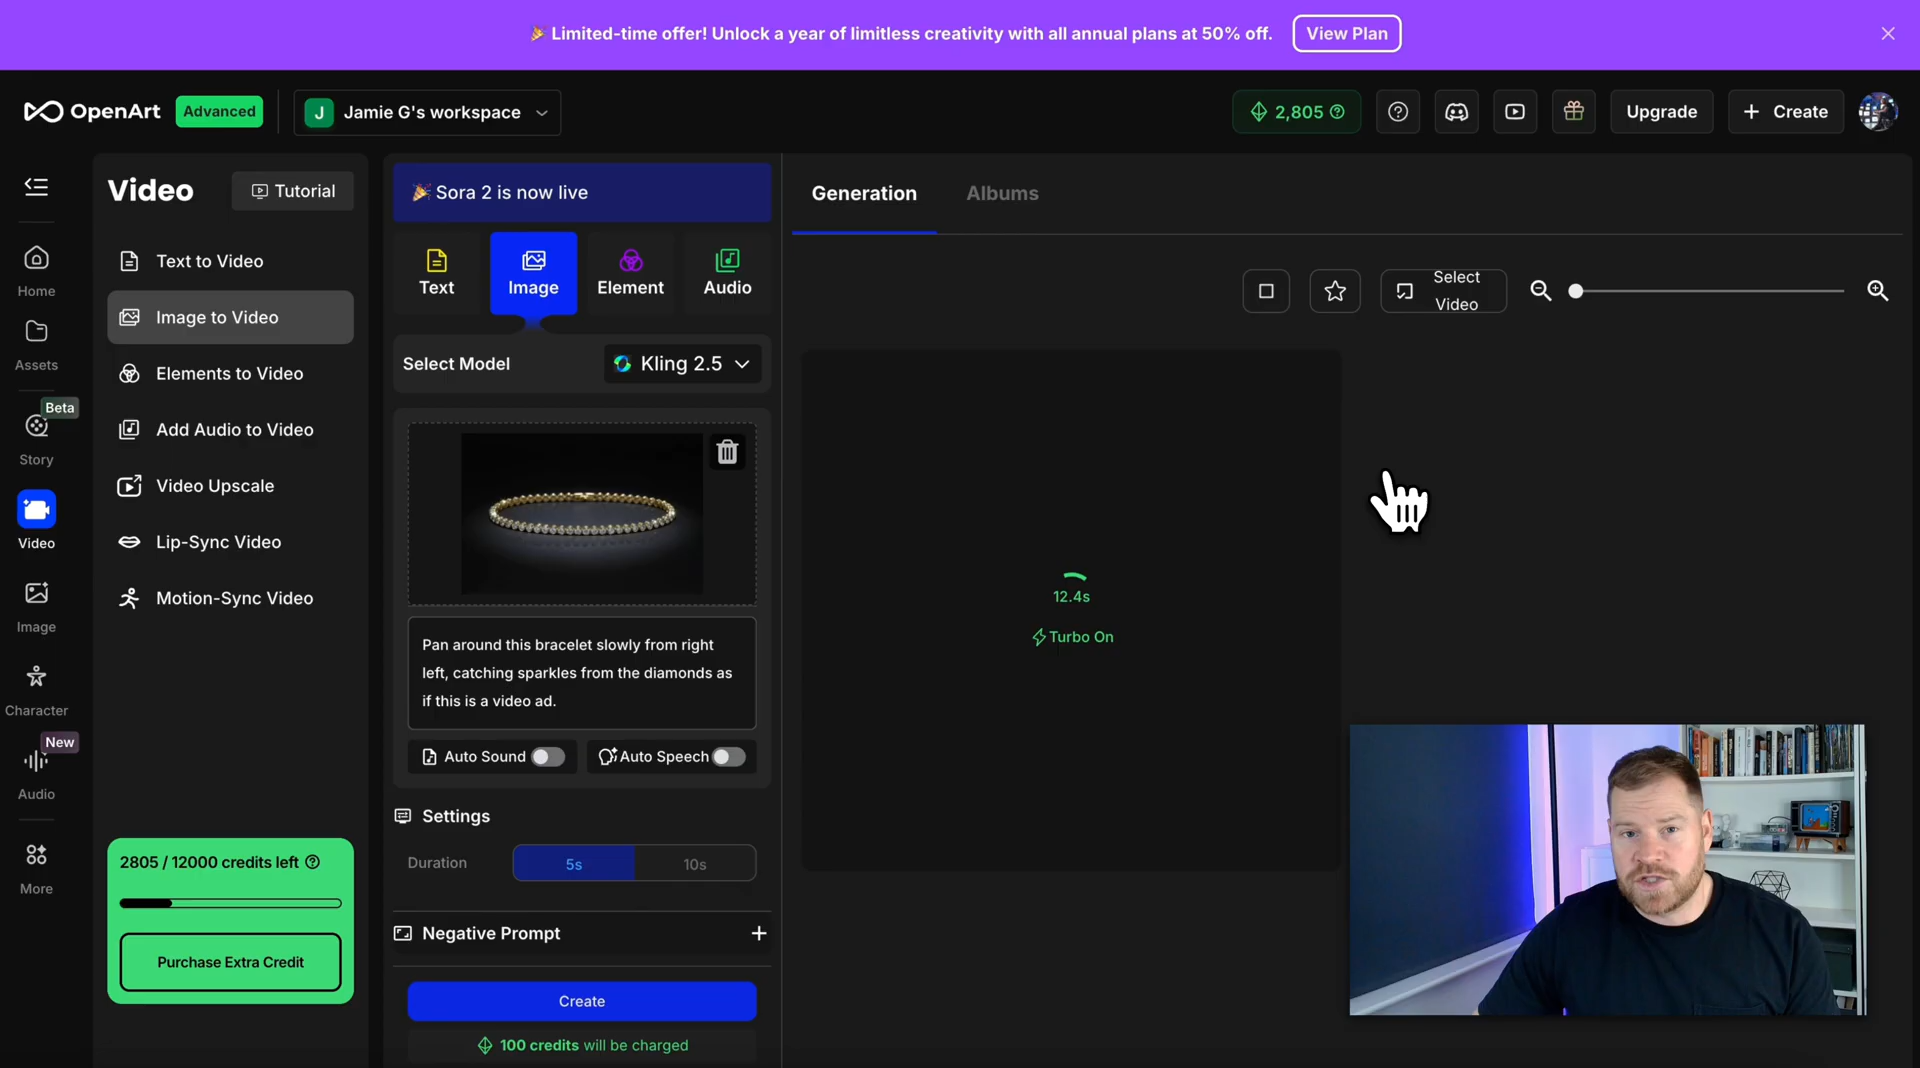 🎉 Limited-time offer! Unlock a year of limitless creativity with all annual plans at 50% off.
View Plan
OpenArt
Advanced
J
Jamie G's workspace
2,805
Upgrade
+ Create
Home
Assets
Beta
Story
Video
Image
Character
New
Audio
More
Video
Tutorial
Text to Video
Image to Video
Elements to Video
Add Audio to Video
Video Upscale
Lip-Sync Video
Motion-Sync Video
2805 / 12000 credits left
Purchase Extra Credit
🎉 Sora 2 is now live
Text
Image
Element
Audio
Select Model
Kling 2.5
Pan around this bracelet slowly from right
left, catching sparkles from the diamonds as
if this is a video ad.
Auto Sound
Auto Speech
Settings
Duration
5s
10s
Negative Prompt
Create
100 credits will be charged
Generation
Albums
Select
Video
12.4s
Turbo On